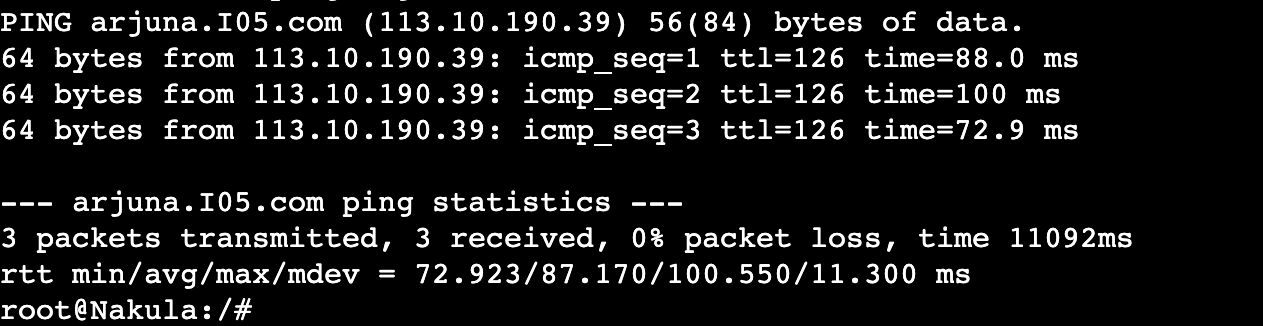 PING arjuna.I05.com (113.10.190.39) 56(84) bytes of data.
64 bytes from 113.10.190.39: icmp_seq=1 ttl=126 time=88.0 ms
64 bytes from 113.10.190.39: icmp_seq=2 ttl=126 time=100 ms
64 bytes from 113.10.190.39: icmp_seq=3 ttl=126 time=72.9 ms
--- arjuna.I05.com ping statistics ---
3 packets transmitted, 3 received, 0% packet loss, time 11092ms
rtt min/avg/max/mdev = 72.923/87.170/100.550/11.300 ms
root@Nakula:/#